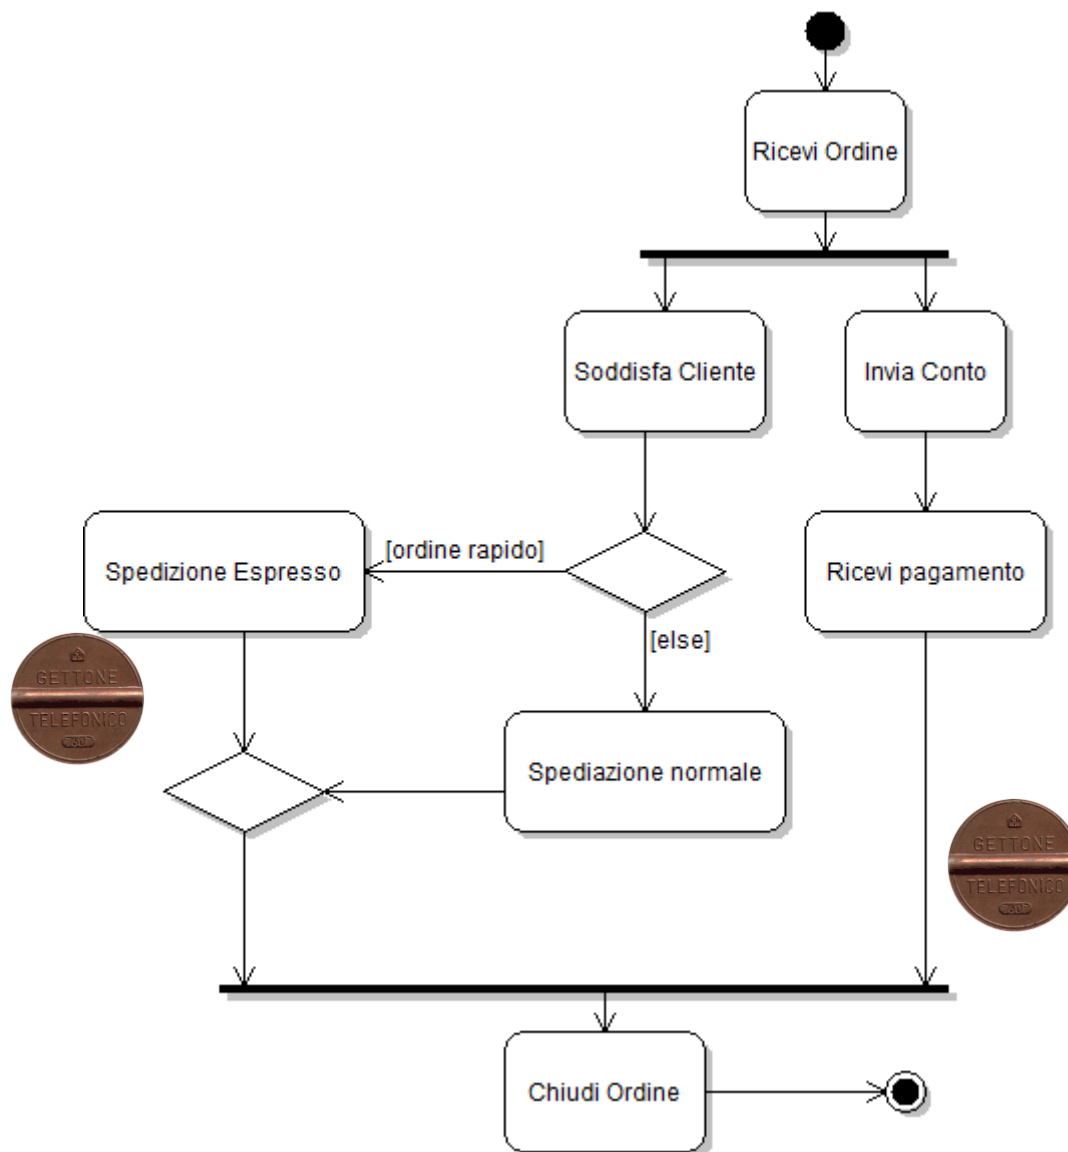 Ricevi Ordine
Soddisfa Cliente
Invia Conto
[ordine rapido]
Spedizione Espresso
Ricevi pagamento
[else]
GETTONE
TELEFONICO
Spediazione normale
GETTONE
TELEFONICO
Chiudi Ordine